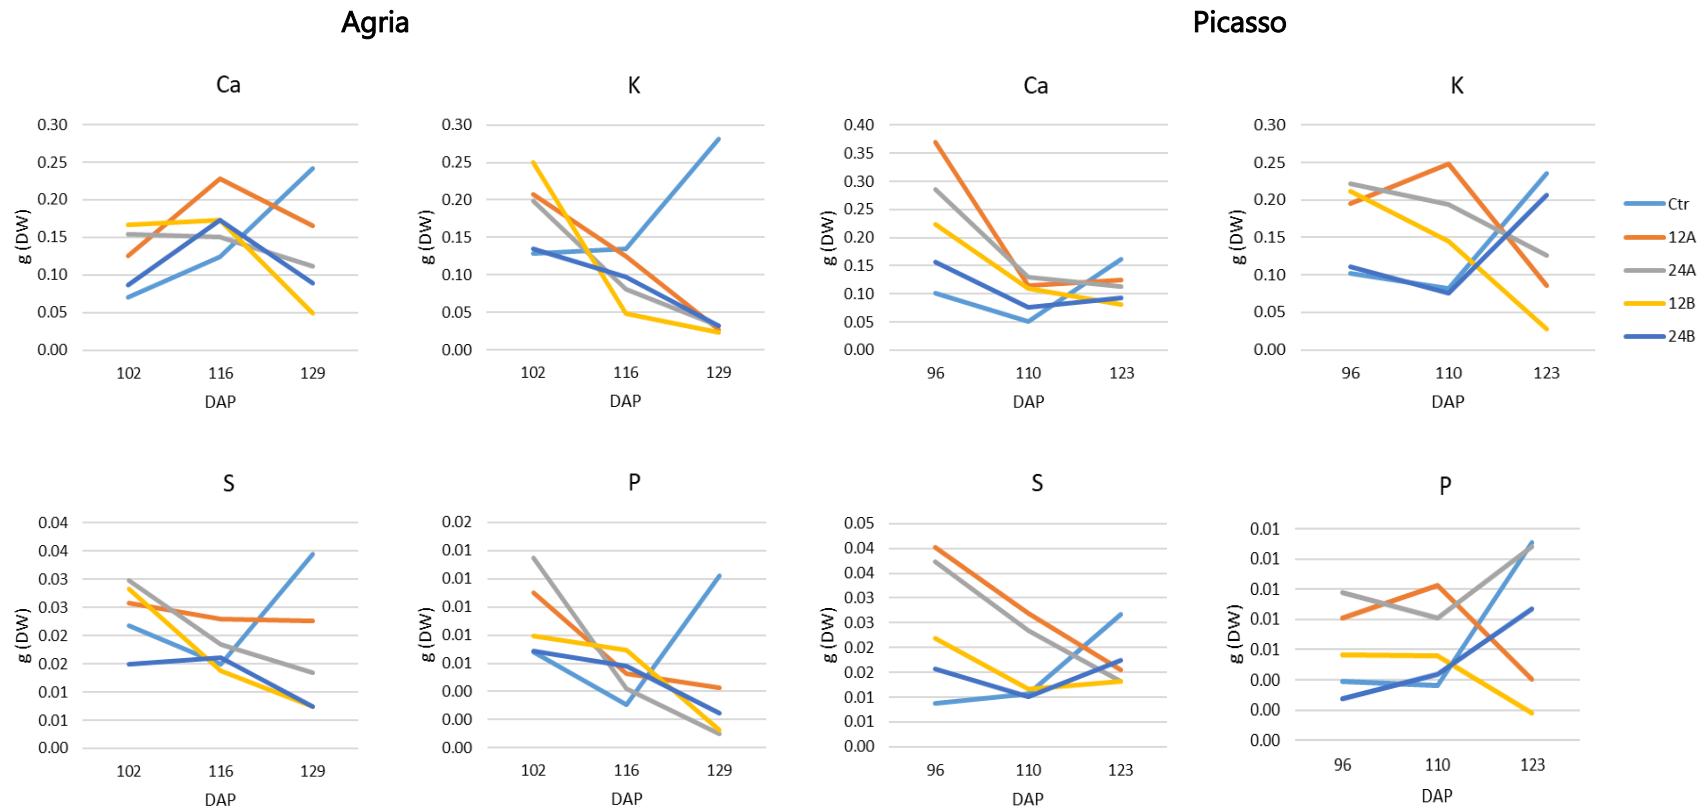 Agria
Picasso
Ca
0.30
0.25
0.20
0.15
0.10
0.05
0.00
g (DW)
102 116 129
DAP
K
0.30
0.25
0.20
0.15
0.10
0.05
0.00
g (DW)
102 116 129
DAP
Ca
0.40
0.35
0.30
0.25
0.20
0.15
0.10
0.05
0.00
g (DW)
96 110 123
DAP
K
0.30
0.25
0.20
0.15
0.10
0.05
0.00
g (DW)
96 110 123
DAP
Ctr
12A
24A
12B
24B
S
0.04
0.04
0.03
0.03
0.02
0.02
0.01
0.01
0.00
g (DW)
102 116 129
DAP
P
0.02
0.01
0.01
0.01
0.01
0.01
0.00
0.00
0.00
g (DW)
102 116 129
DAP
S
0.05
0.04
0.04
0.03
0.03
0.02
0.02
0.01
0.01
0.00
g (DW)
96 110 123
DAP
P
0.01
0.01
0.01
0.01
0.01
0.00
0.00
0.00
g (DW)
96 110 123
DAP